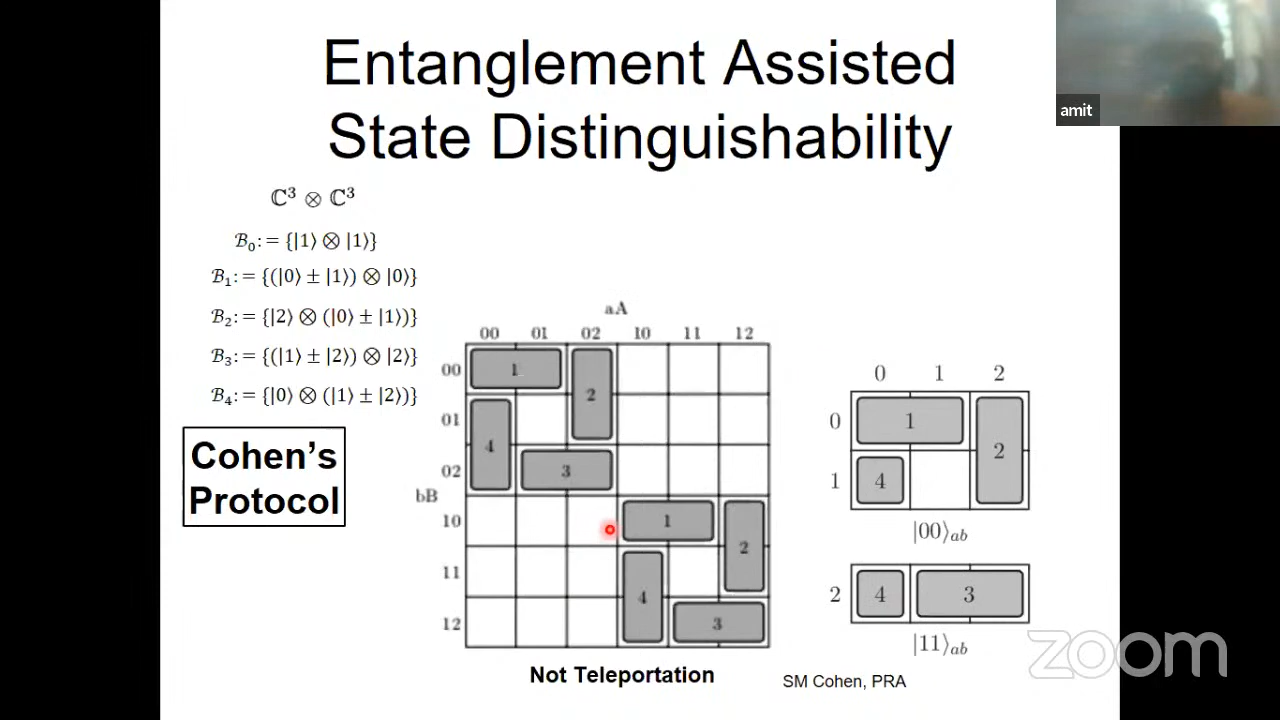 Entanglement Assisted
State Distinguishability
amit
ℂ³ ⊗ ℂ³
ℬ₀:= {|1⟩ ⊗ |1⟩}
ℬ₁:= {(|0⟩ ± |1⟩) ⊗ |0⟩}
ℬ₂:= {|2⟩ ⊗ (|0⟩ ± |1⟩)}
ℬ₃:= {(|1⟩ ± |2⟩) ⊗ |2⟩}
ℬ₄:= {|0⟩ ⊗ (|1⟩ ± |2⟩)}
Cohen's
Protocol
aA
00 01 02 10 11 12
00 1 2
01 4
02 3
bB
10 1 2
11 4
12 3
Not Teleportation
0 1 2
0 1 2
1 4
|00⟩ab
2 4 3
|11⟩ab
SM Cohen, PRA
zoom